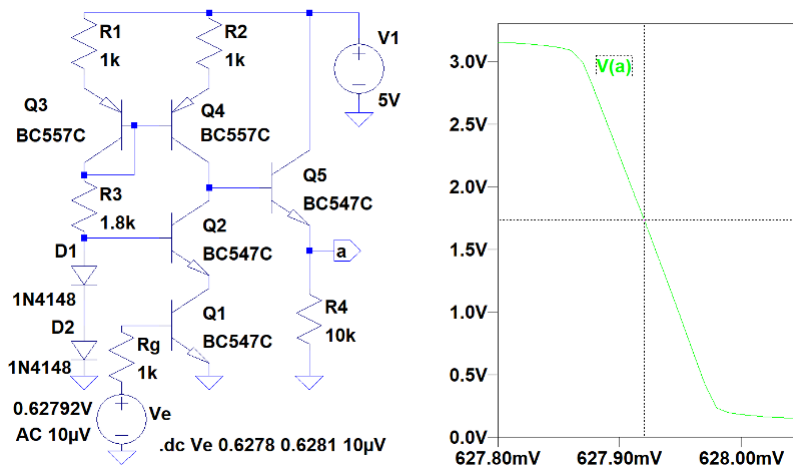 R1
1k
R2
1k
V1
5V
Q3
BC557C
Q4
BC557C
Q5
BC547C
R3
1.8k
Q2
BC547C
a
D1
1N4148
D2
1N4148
Q1
BC547C
R4
10k
Rg
1k
0.62792V
Ve
AC 10µV
.dc Ve 0.6278 0.6281 10µV
V(a)
3.0V
2.5V
2.0V
1.5V
1.0V
0.5V
0.0V
627.80mV
627.90mV
628.00mV